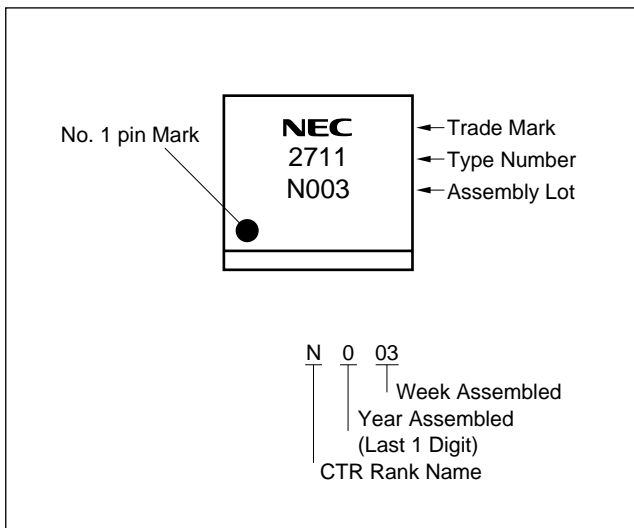 No. 1 pin Mark
NEC
2711
N003
Trade Mark
Type Number
Assembly Lot
N 0 03
Week Assembled
Year Assembled
(Last 1 Digit)
CTR Rank Name